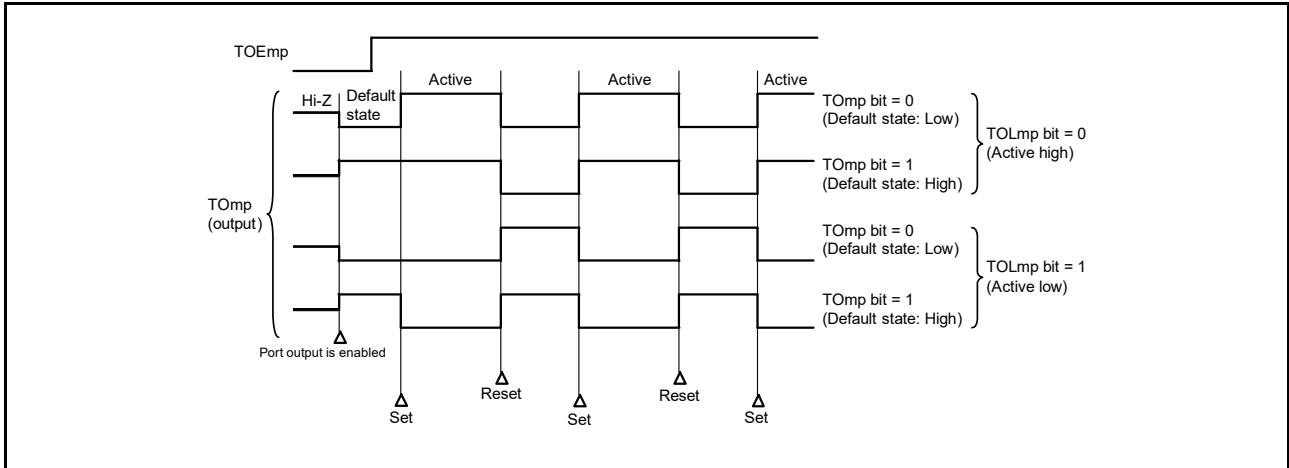 TOEmp
Active
Active
Active
Hi-Z
Default
state
TOmp bit = 0
(Default state: Low)
TOLmp bit = 0
(Active high)
TOmp bit = 1
(Default state: High)
TOmp
(output)
TOmp bit = 0
(Default state: Low)
TOLmp bit = 1
(Active low)
TOmp bit = 1
(Default state: High)
Port output is enabled
Reset
Reset
Set
Set
Set